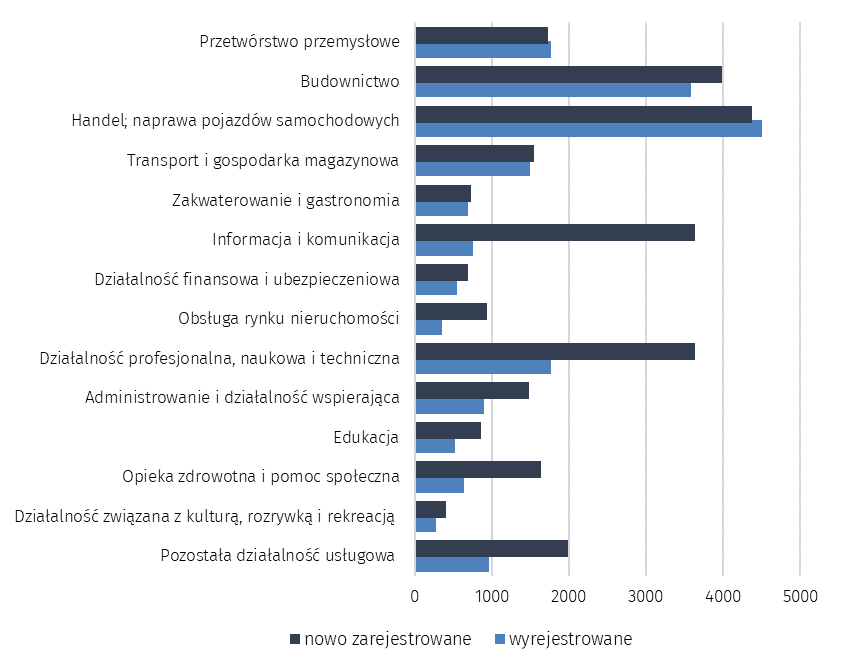 Przetwórstwo przemysłowe
Budownictwo
Handel; naprawa pojazdów samochodowych
Transport i gospodarka magazynowa
Zakwaterowanie i gastronomia
Informacja i komunikacja
Działalność finansowa i ubezpieczeniowa
Obsługa rynku nieruchomości
Działalność profesjonalna, naukowa i techniczna
Administrowanie i działalność wspierająca
Edukacja
Opieka zdrowotna i pomoc społeczna
Działalność związana z kulturą, rozrywką i rekreacją
Pozostała działalność usługowa
0 1000 2000 3000 4000 5000
nowo zarejestrowane wyrejestrowane